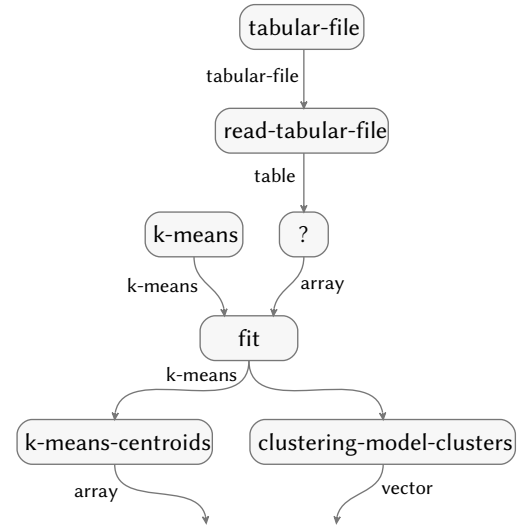 tabular-file
tabular-file
read-tabular-file
table
k-means
?
k-means
array
fit
k-means
k-means-centroids
clustering-model-clusters
array
vector